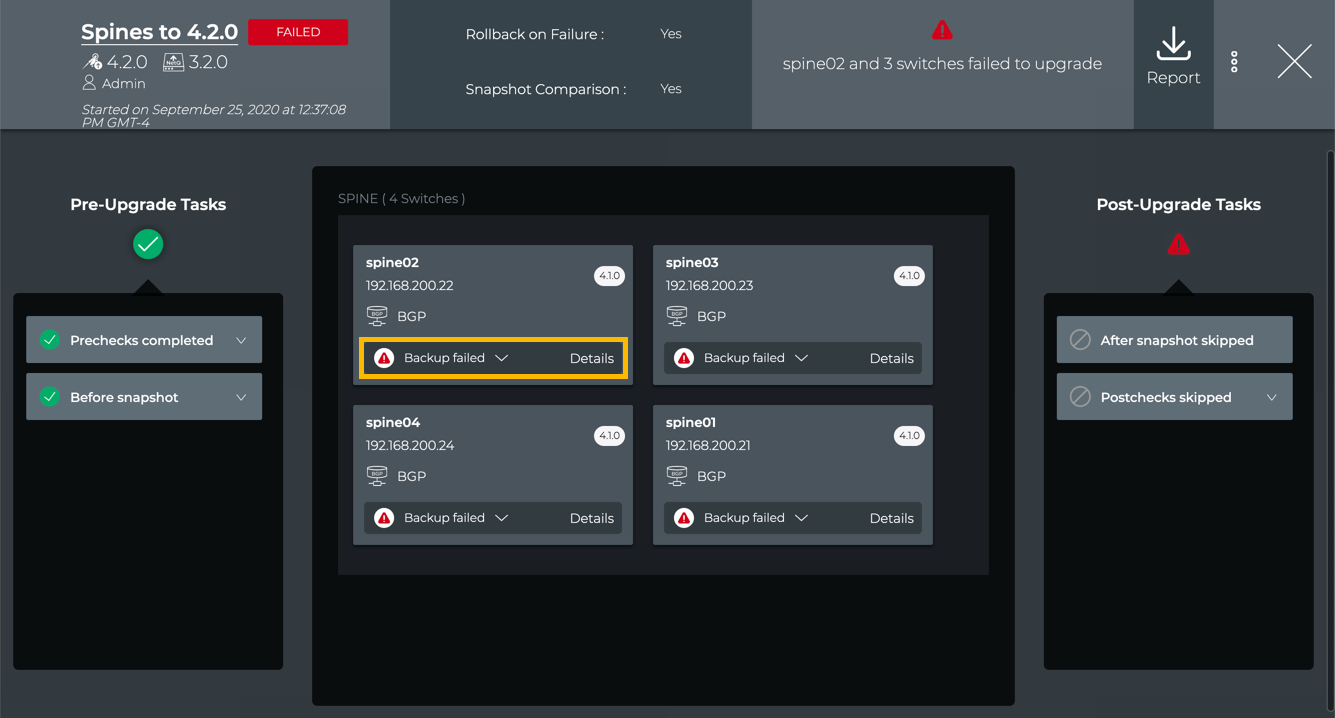 Spines to 4.2.0
FAILED
4.2.0
NetQ
3.2.0
Admin
Started on September 25, 2020 at 12:37:08
PM GMT-4
Rollback on Failure :
Yes
Snapshot Comparison :
Yes
spine02 and 3 switches failed to upgrade
Report
Pre-Upgrade Tasks
Prechecks completed
Before snapshot
SPINE ( 4 Switches )
spine02
192.168.200.22
4.1.0
BGP
BGP
Backup failed
Details
spine03
192.168.200.23
4.1.0
BGP
BGP
Backup failed
Details
spine04
192.168.200.24
4.1.0
BGP
BGP
Backup failed
Details
spine01
192.168.200.21
4.1.0
BGP
BGP
Backup failed
Details
Post-Upgrade Tasks
After snapshot skipped
Postchecks skipped